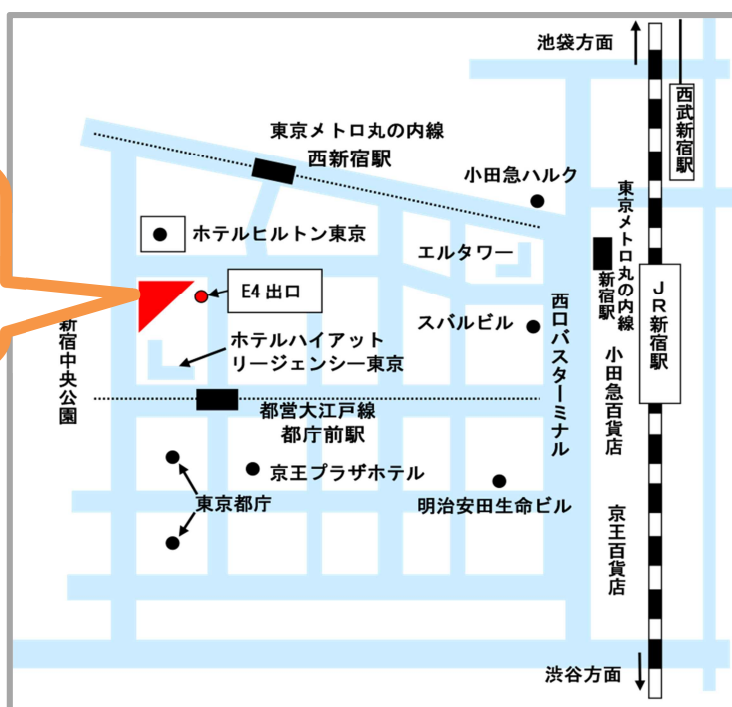 池袋方面
西武新宿駅
東京メトロ丸の内線
西新宿駅
小田急ハルク
ホテルヒルトン東京
エルタワー
東京メトロ丸の内線
新宿駅
JR新宿駅
E4 出口
スバルビル
西口バスターミナル
新宿中央公園
ホテルハイアット
リージェンシー東京
小田急百貨店
都営大江戸線
都庁前駅
京王プラザホテル
東京都庁
明治安田生命ビル
京王百貨店
渋谷方面